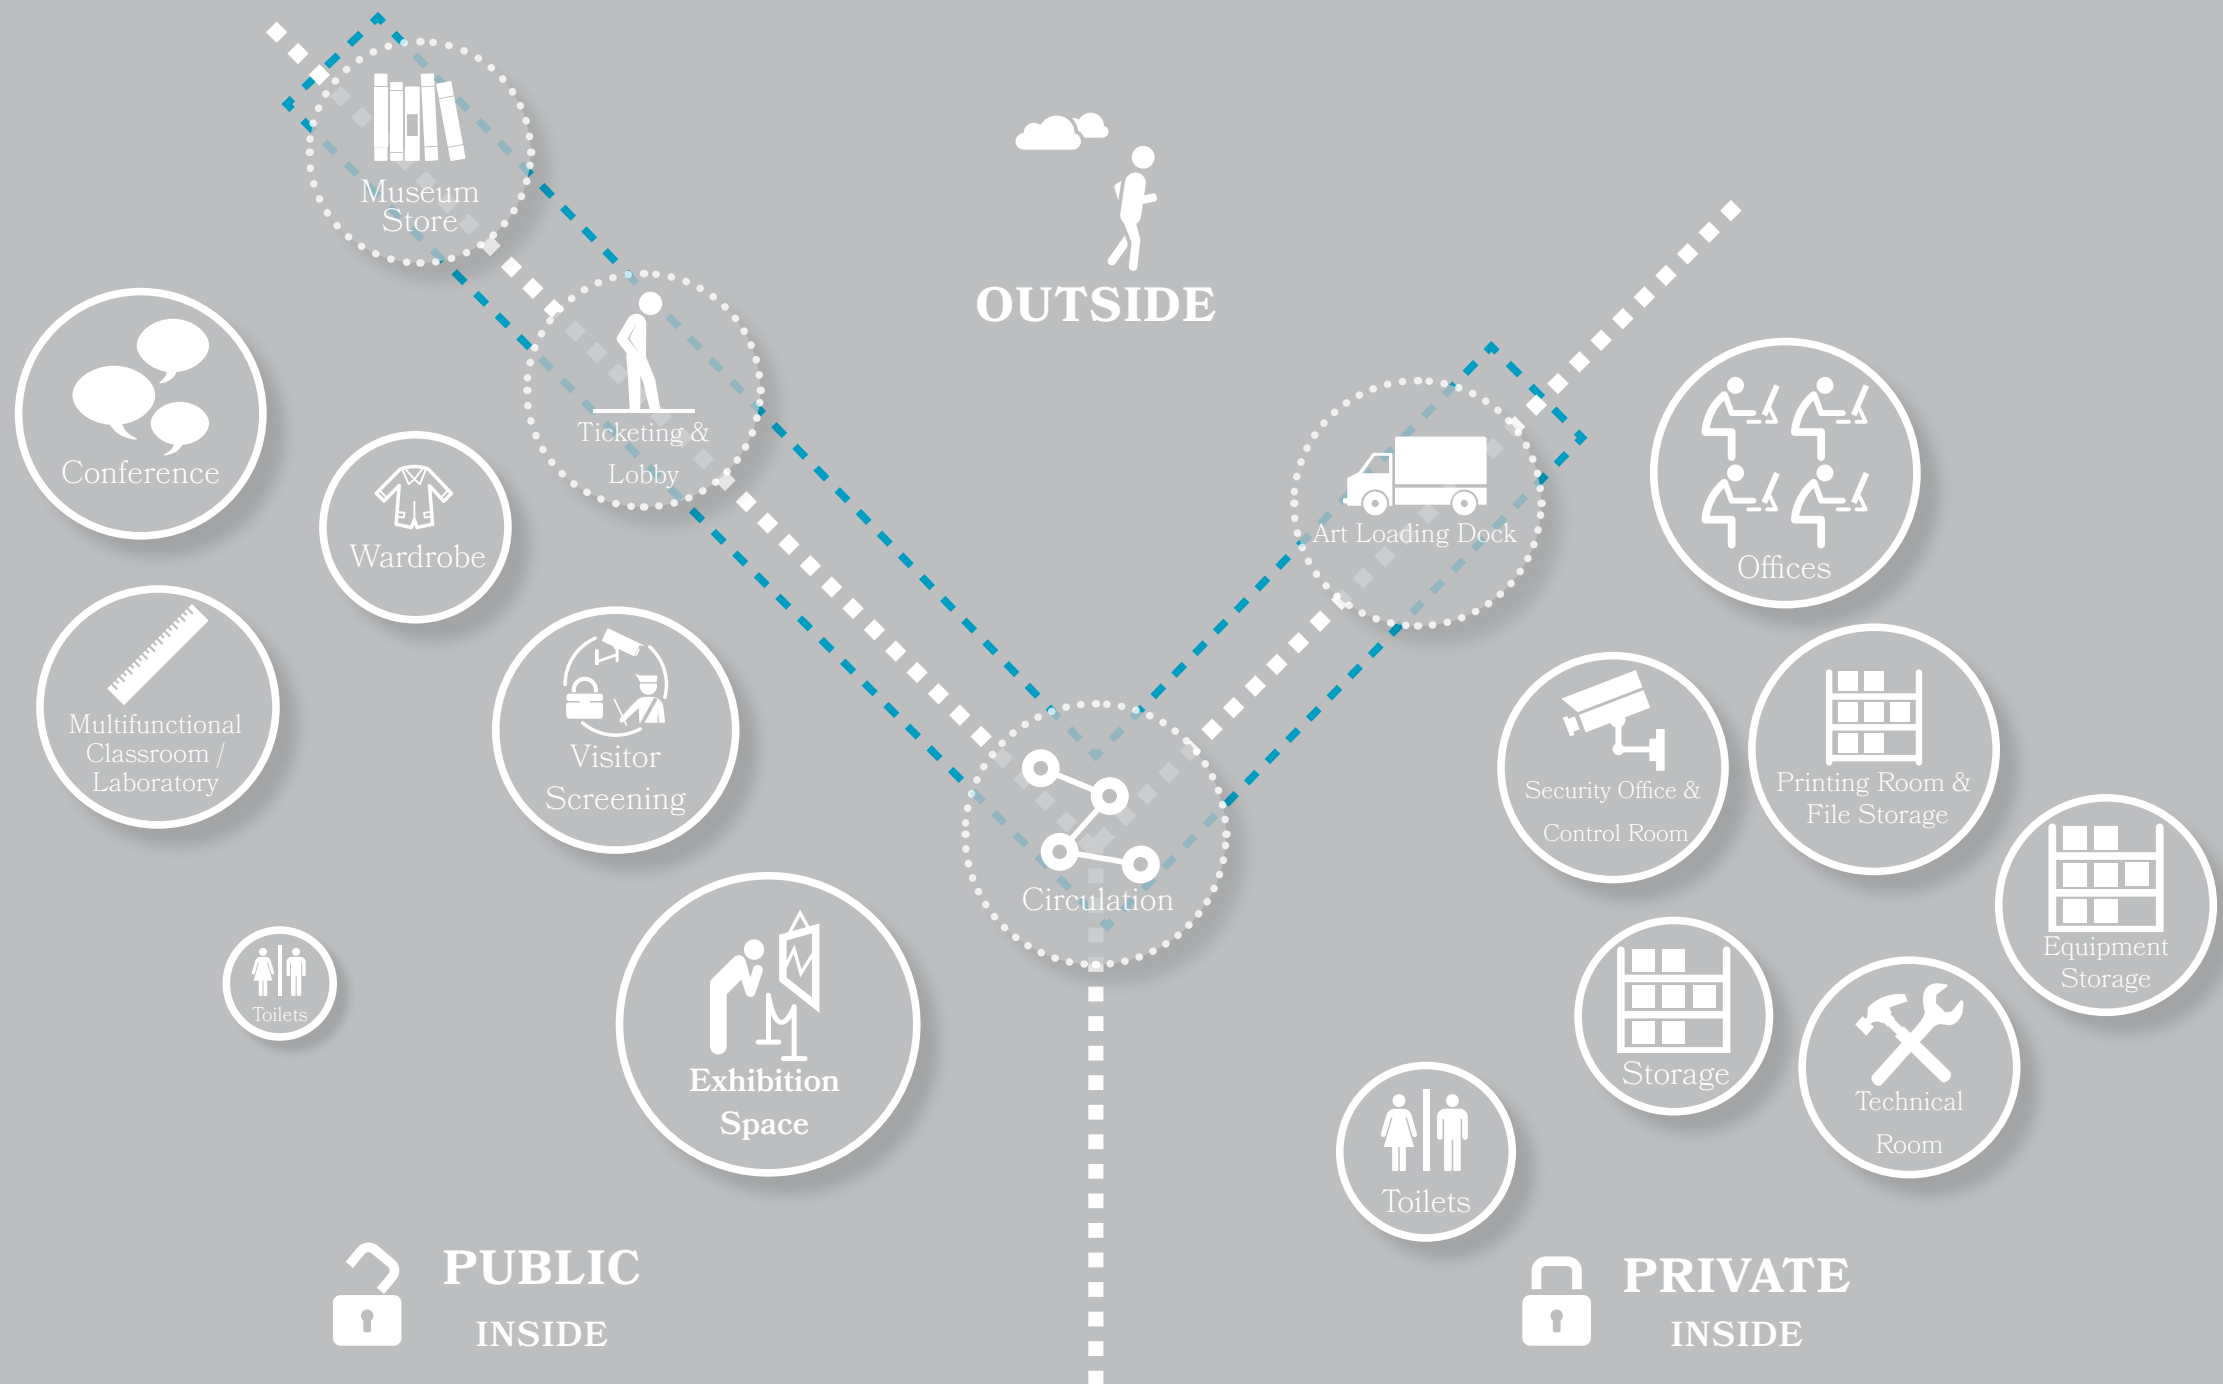 Museum
Store
OUTSIDE
Ticketing &
Lobby
Conference
Wardrobe
Art Loading Dock
Offices
Multifunctional
Classroom /
Laboratory
Visitor
Screening
Security Office &
Control Room
Printing Room &
File Storage
Circulation
Equipment
Storage
Toilets
Exhibition
Space
Storage
Technical
Room
Toilets
PUBLIC
INSIDE
PRIVATE
INSIDE